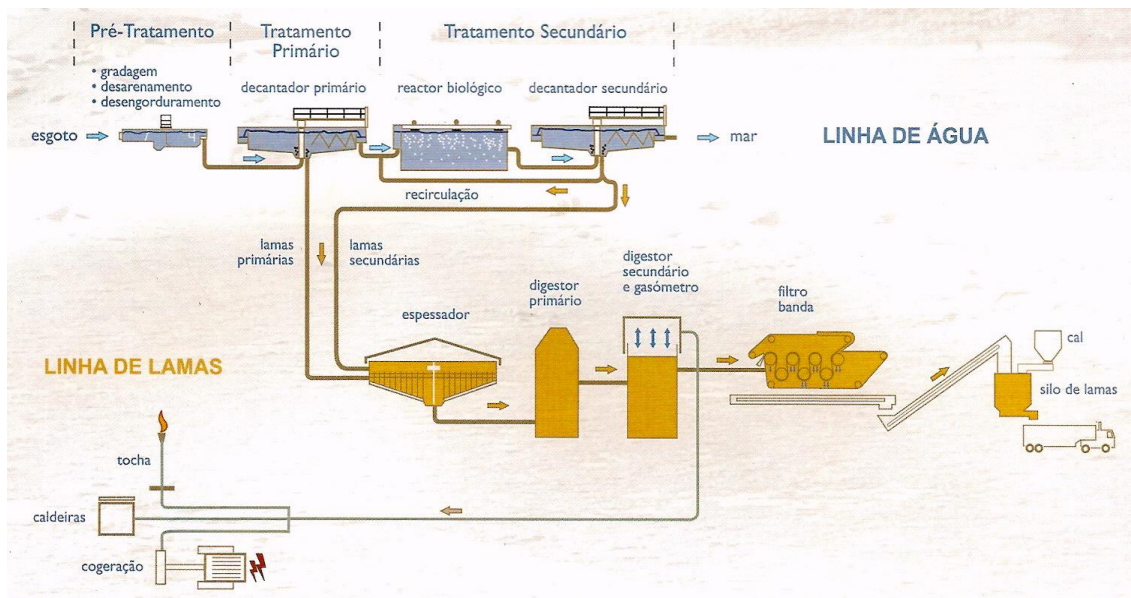 Pré-Tratamento
Tratamento
Primário
Tratamento Secundário
• gradagem
• desarenamento
• desengorduramento
decantador primário
reactor biológico
decantador secundário
esgoto
mar
LINHA DE ÁGUA
recirculação
lamas
primárias
lamas
secundárias
espessador
digestor
primário
digestor
secundário
e gasómetro
filtro
banda
cal
silo de lamas
LINHA DE LAMAS
tocha
caldeiras
cogeração